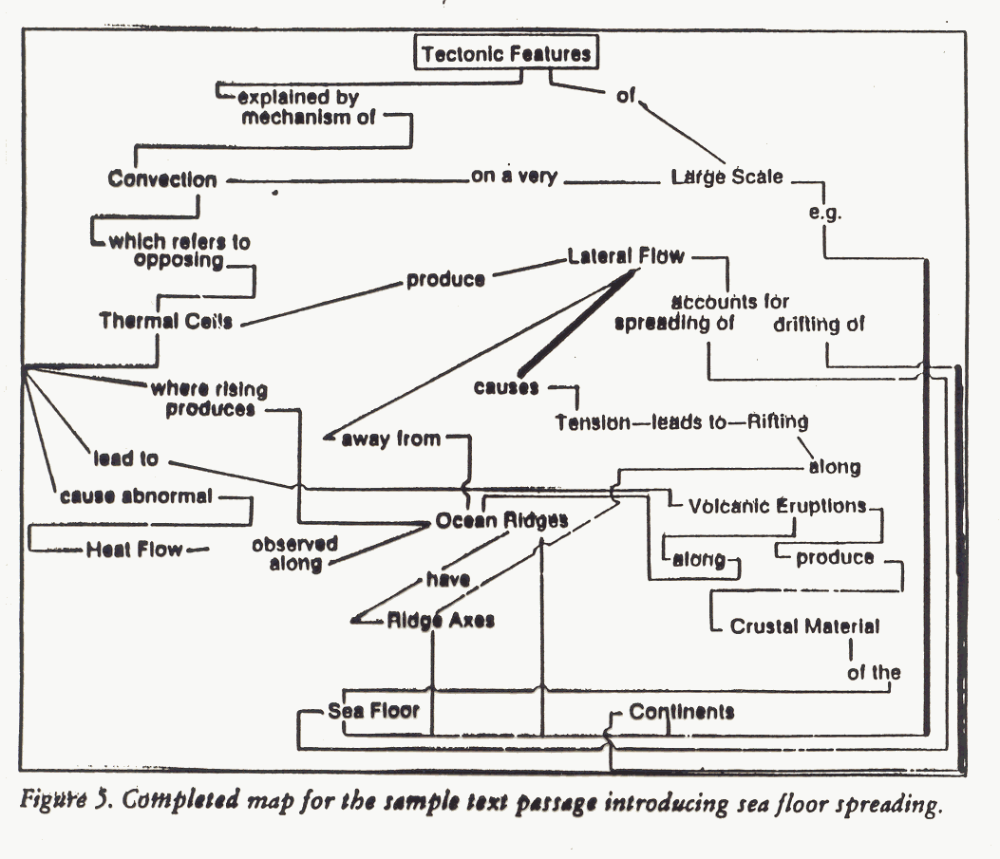 Tectonic Features
explained by
mechanism of
of
Convection
on a very
Large Scale
e.g.
which refers to
opposing
Lateral Flow
produce
Thermal Cells
accounts for
spreading of
drifting of
where rising
produces
causes
Tension—leads to—Rifting
away from
lead to
along
cause abnormal
Volcanic Eruptions
Ocean Ridges
Heat Flow
observed
along
along
produce
have
Ridge Axes
Crustal Material
of the
Sea Floor
Continents
Figure 5. Completed map for the sample text passage introducing sea floor spreading.